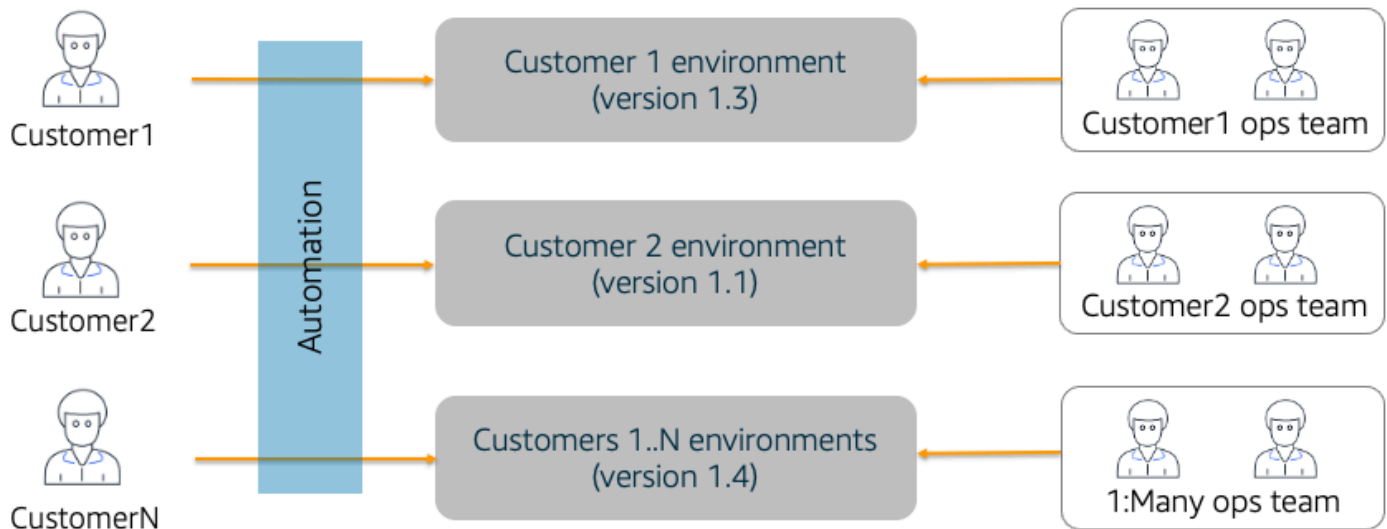 Customer1
Automation
Customer 1 environment
(version 1.3)
Customer1 ops team
Customer2
Customer 2 environment
(version 1.1)
Customer2 ops team
CustomerN
Customers 1..N environments
(version 1.4)
1:Many ops team